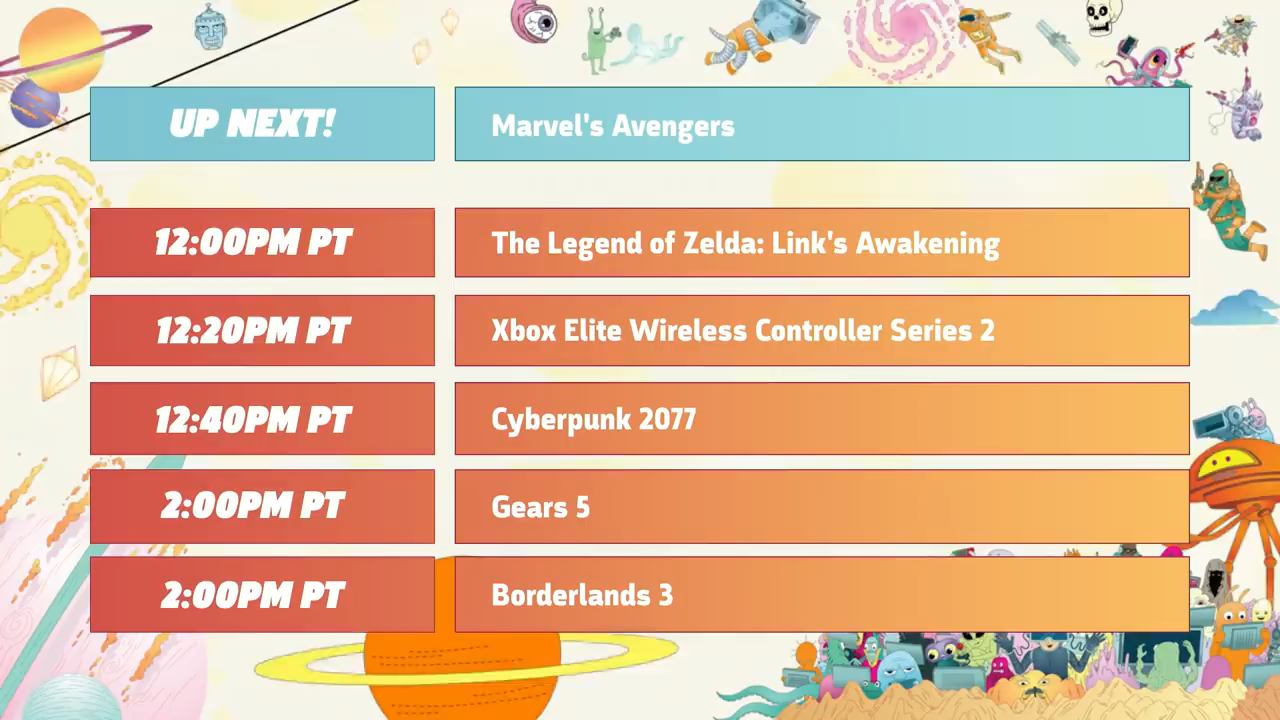 UP NEXT!
Marvel's Avengers
12:00PM PT
The Legend of Zelda: Link's Awakening
12:20PM PT
Xbox Elite Wireless Controller Series 2
12:40PM PT
Cyberpunk 2077
2:00PM PT
Gears 5
2:00PM PT
Borderlands 3